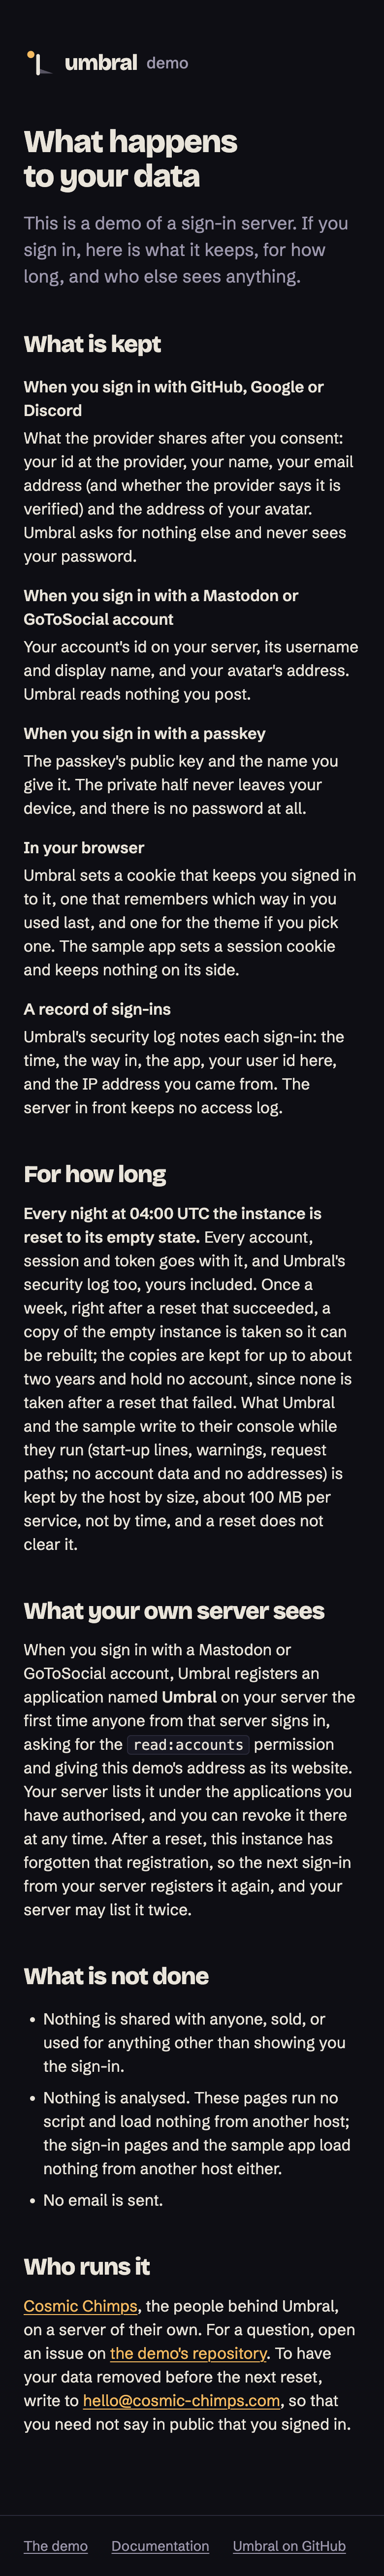 umbral demo
What happens
to your data
This is a demo of a sign-in server. If you
sign in, here is what it keeps, for how
long, and who else sees anything.
What is kept
When you sign in with GitHub, Google or
Discord
What the provider shares after you consent:
your id at the provider, your name, your email
address (and whether the provider says it is
verified) and the address of your avatar.
Umbral asks for nothing else and never sees
your password.
When you sign in with a Mastodon or
GoToSocial account
Your account's id on your server, its username
and display name, and your avatar's address.
Umbral reads nothing you post.
When you sign in with a passkey
The passkey's public key and the name you
give it. The private half never leaves your
device, and there is no password at all.
In your browser
Umbral sets a cookie that keeps you signed in
to it, one that remembers which way in you
used last, and one for the theme if you pick
one. The sample app sets a session cookie
and keeps nothing on its side.
A record of sign-ins
Umbral's security log notes each sign-in: the
time, the way in, the app, your user id here,
and the IP address you came from. The
server in front keeps no access log.
For how long
Every night at 04:00 UTC the instance is
reset to its empty state. Every account,
session and token goes with it, and Umbral's
security log too, yours included. Once a
week, right after a reset that succeeded, a
copy of the empty instance is taken so it can
be rebuilt; the copies are kept for up to about
two years and hold no account, since none is
taken after a reset that failed. What Umbral
and the sample write to their console while
they run (start-up lines, warnings, request
paths; no account data and no addresses) is
kept by the host by size, about 100 MB per
service, not by time, and a reset does not
clear it.
What your own server sees
When you sign in with a Mastodon or
GoToSocial account, Umbral registers an
application named Umbral on your server the
first time anyone from that server signs in,
asking for the read:accounts permission
and giving this demo's address as its website.
Your server lists it under the applications you
have authorised, and you can revoke it there
at any time. After a reset, this instance has
forgotten that registration, so the next sign-in
from your server registers it again, and your
server may list it twice.
What is not done
• Nothing is shared with anyone, sold, or
used for anything other than showing you
the sign-in.
• Nothing is analysed. These pages run no
script and load nothing from another host;
the sign-in pages and the sample app load
nothing from another host either.
• No email is sent.
Who runs it
Cosmic Chimps, the people behind Umbral,
on a server of their own. For a question, open
an issue on the demo's repository. To have
your data removed before the next reset,
write to hello@cosmic-chimps.com, so that
you need not say in public that you signed in.
The demo Documentation Umbral on GitHub